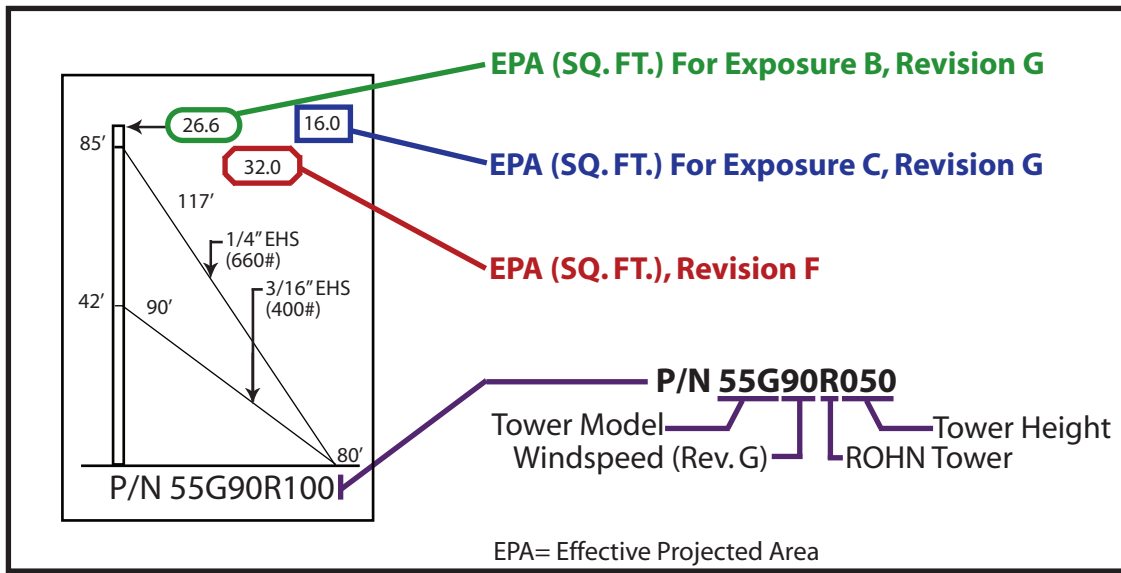 EPA (SQ. FT.) For Exposure B, Revision G
26.6
16.0
85’
32.0
EPA (SQ. FT.) For Exposure C, Revision G
117’
1/4” EHS
(660#)
EPA (SQ. FT.), Revision F
3/16” EHS
(400#)
42’
90’
P/N 55G90R050
Tower Model
Tower Height
Windspeed (Rev. G)
ROHN Tower
80’
P/N 55G90R100
EPA= Effective Projected Area